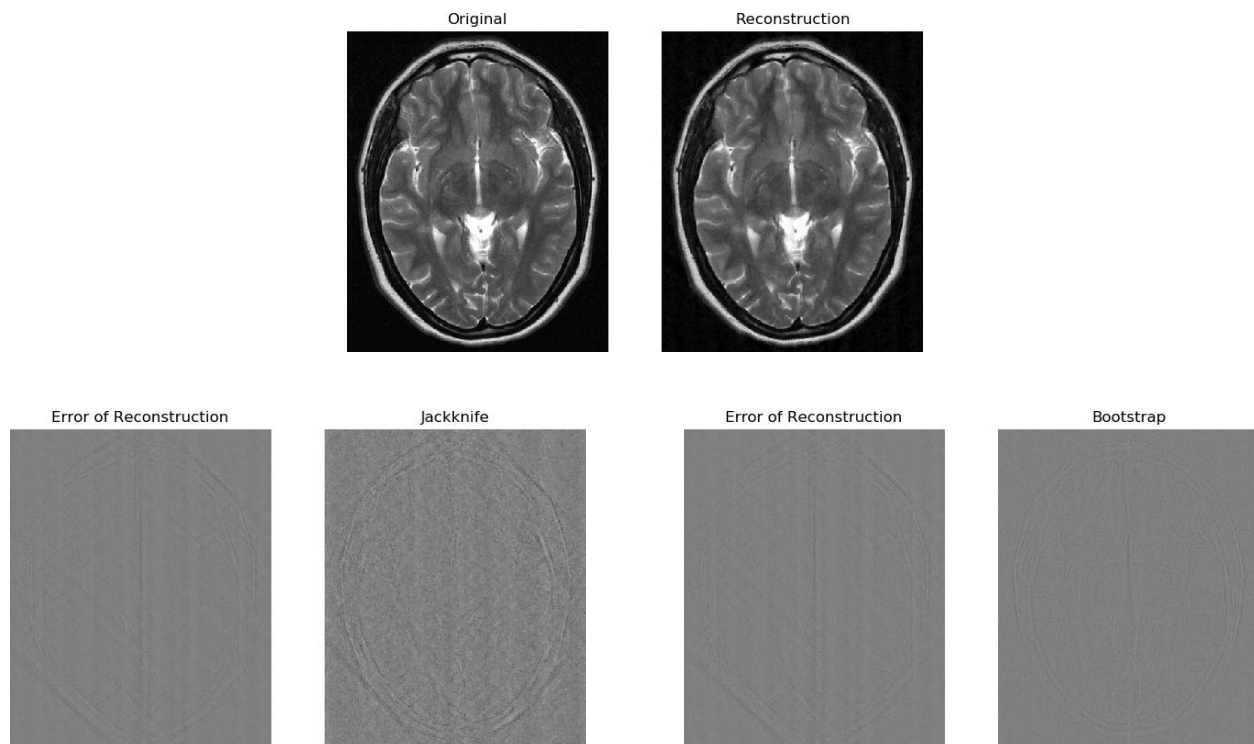 Original
Reconstruction
Error of Reconstruction
Jackknife
Error of Reconstruction
Bootstrap